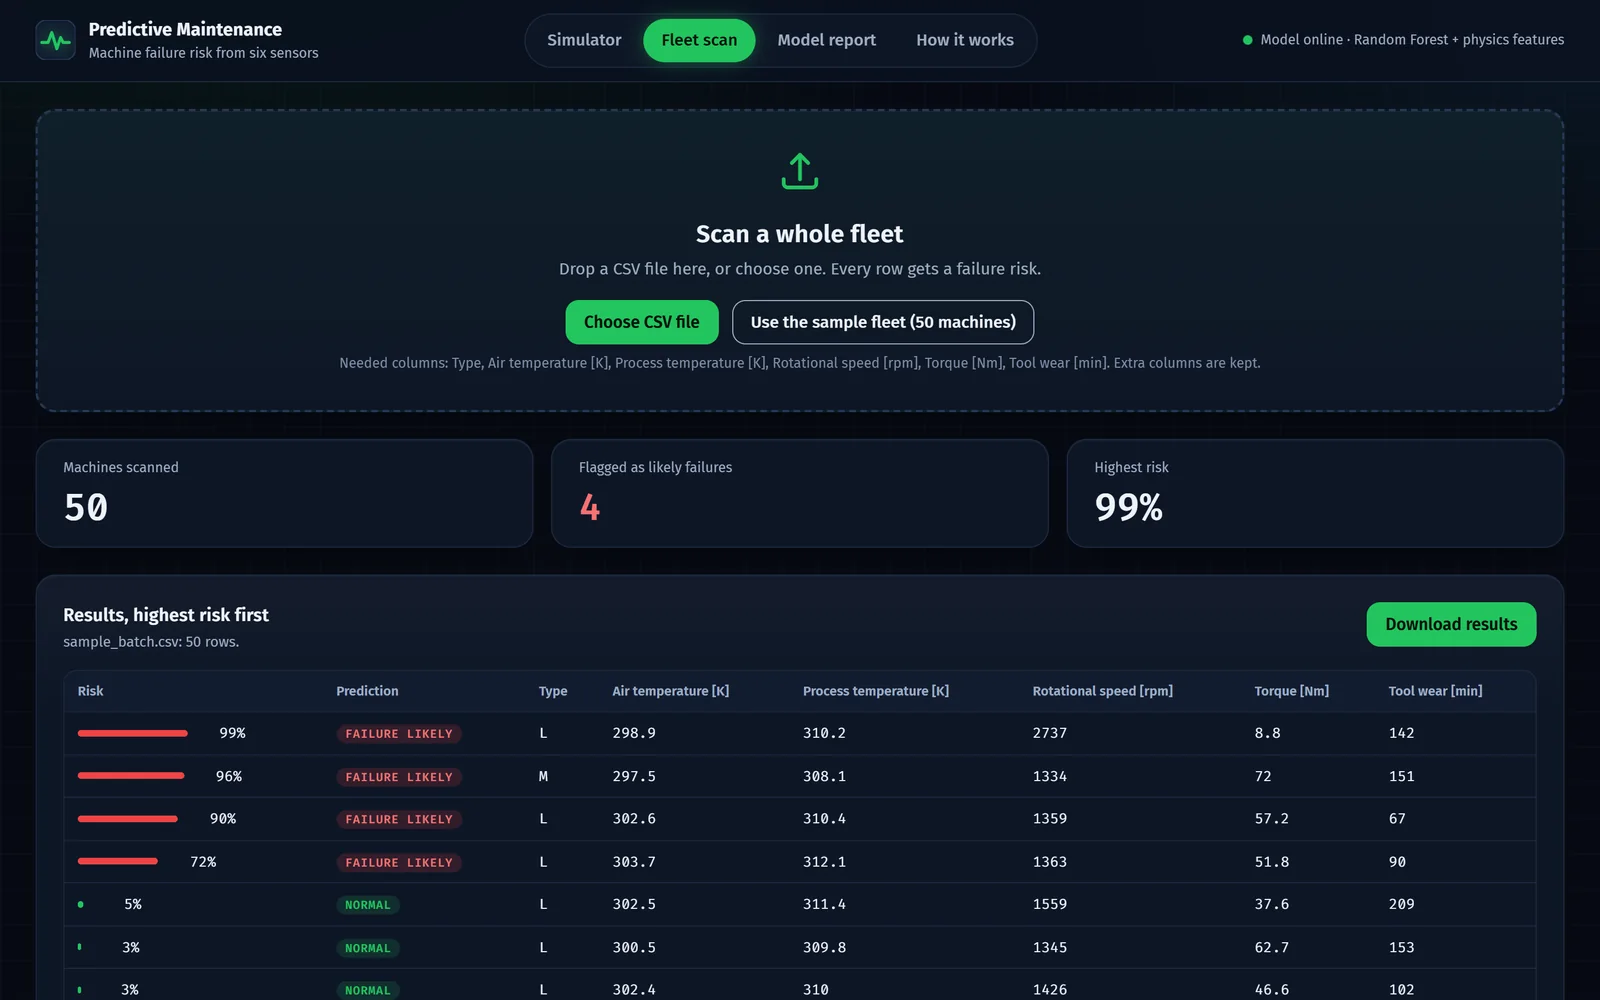 Predictive Maintenance
Machine failure risk from six sensors
Simulator Fleet scan Model report How it works
Model online · Random Forest + physics features
Scan a whole fleet
Drop a CSV file here, or choose one. Every row gets a failure risk.
Choose CSV file Use the sample fleet (50 machines)
Needed columns: Type, Air temperature [K], Process temperature [K], Rotational speed [rpm], Torque [Nm], Tool wear [min]. Extra columns are kept.
Machines scanned
50
Flagged as likely failures
4
Highest risk
99%
Results, highest risk first
sample_batch.csv: 50 rows.
Download results
Risk Prediction Type Air temperature [K] Process temperature [K] Rotational speed [rpm] Torque [Nm] Tool wear [min]
99% FAILURE LIKELY L 298.9 310.2 2737 8.8 142
96% FAILURE LIKELY M 297.5 308.1 1334 72 151
90% FAILURE LIKELY L 302.6 310.4 1359 57.2 67
72% FAILURE LIKELY L 303.7 312.1 1363 51.8 90
5% NORMAL L 302.5 311.4 1559 37.6 209
3% NORMAL L 300.5 309.8 1345 62.7 153
3% NORMAL L 302.4 310 1426 46.6 102